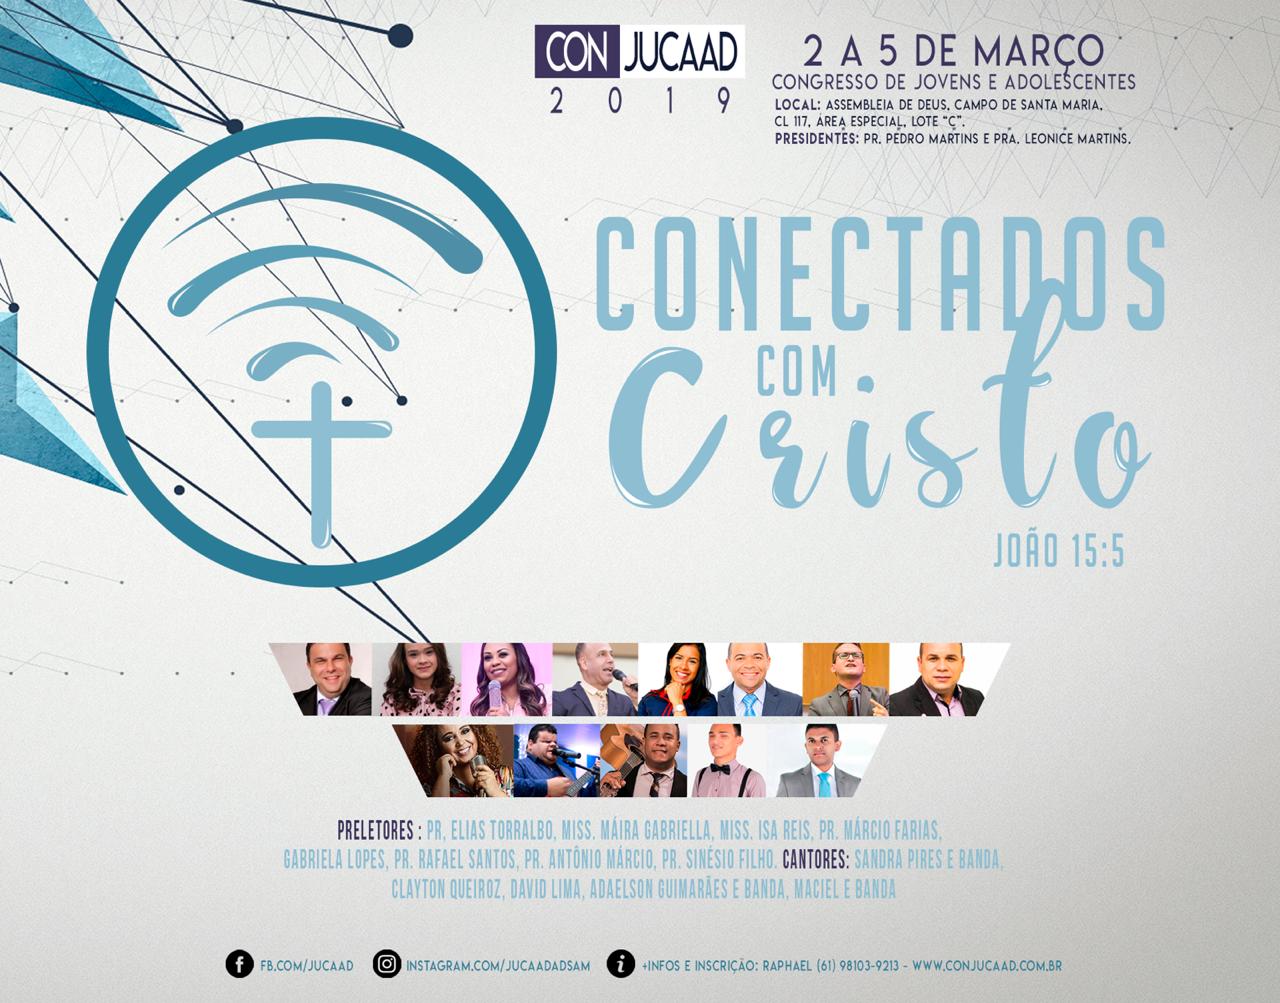 CON JUCAAD
2 0 1 9
2 A 5 DE MARÇO
CONGRESSO DE JOVENS E ADOLESCENTES
LOCAL: ASSEMBLEIA DE DEUS, CAMPO DE SANTA MARIA,
CL 117, ÁREA ESPECIAL, LOTE “C”.
PRESIDENTES: PR. PEDRO MARTINS E PRA. LEONICE MARTINS.
CONECTADOS
COM
Cristo
JOÃO 15:5
PRELETORES : PR, ELIAS TORRALBO, MISS. MÁIRA GABRIELLA, MISS. ISA REIS, PR. MÁRCIO FARIAS,
GABRIELA LOPES, PR. RAFAEL SANTOS, PR. ANTÔNIO MÁRCIO, PR. SINÉSIO FILHO. CANTORES: SANDRA PIRES E BANDA,
CLAYTON QUEIROZ, DAVID LIMA, ADAELSON GUIMARÃES E BANDA, MACIEL E BANDA
FB.COM/JUCAAD INSTAGRAM.COM/JUCAADADSAM +INFOS E INSCRIÇÃO: RAPHAEL (61) 98103-9213 - WWW.CONJUCAAD.COM.BR